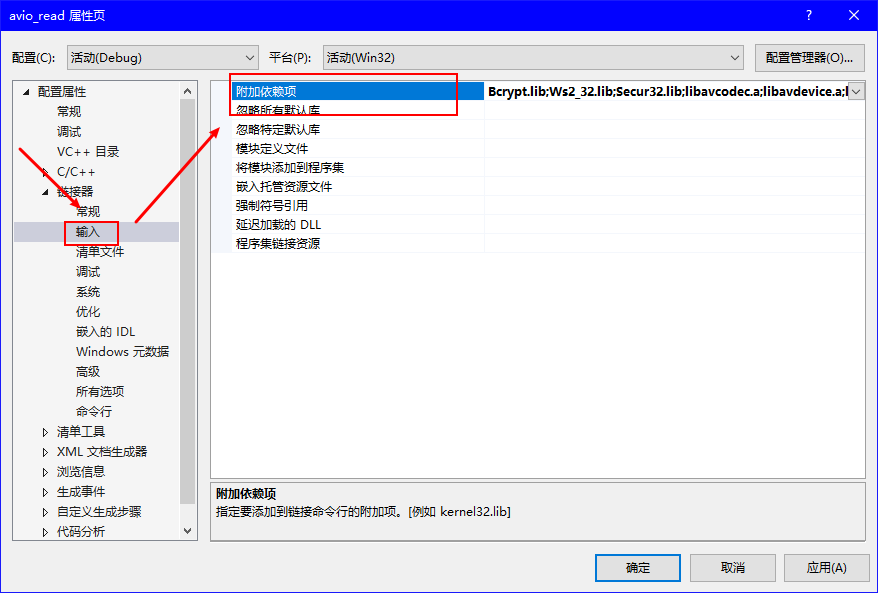 avio_read 属性页
配置(C): 活动(Debug) 平台(P): 活动(Win32) 配置管理器(O)...
配置属性
常规
调试
VC++ 目录
C/C++
链接器
常规
输入
清单文件
调试
系统
优化
嵌入的 IDL
Windows 元数据
高级
所有选项
命令行
清单工具
XML 文档生成器
浏览信息
生成事件
自定义生成步骤
代码分析
附加依赖项 Bcrypt.lib;Ws2_32.lib;Secur32.lib;libavcodec.a;libavdevice.a;
忽略所有默认库
忽略特定默认库
模块定义文件
将模块添加到程序集
嵌入托管资源文件
强制符号引用
延迟加载的 DLL
程序集链接资源
附加依赖项
指定要添加到链接命令行的附加项。[例如 kernel32.lib]
确定 取消 应用(A)